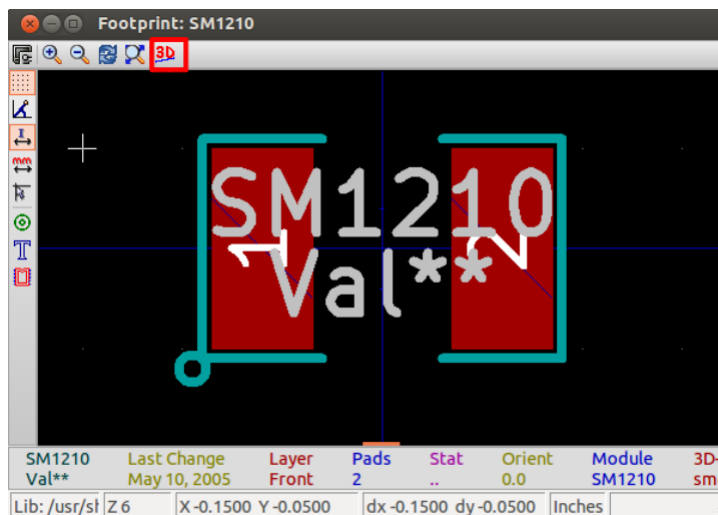 Footprint: SM1210
3D
I
mm
T
SM1210
1 2
Val**
SM1210 Last Change Layer Pads Stat Orient Module 3D-
Val** May 10, 2005 Front 2 .. 0.0 SM1210 sm
Lib: /usr/sh Z 6 X -0.1500 Y -0.0500 dx -0.1500 dy -0.0500 Inches